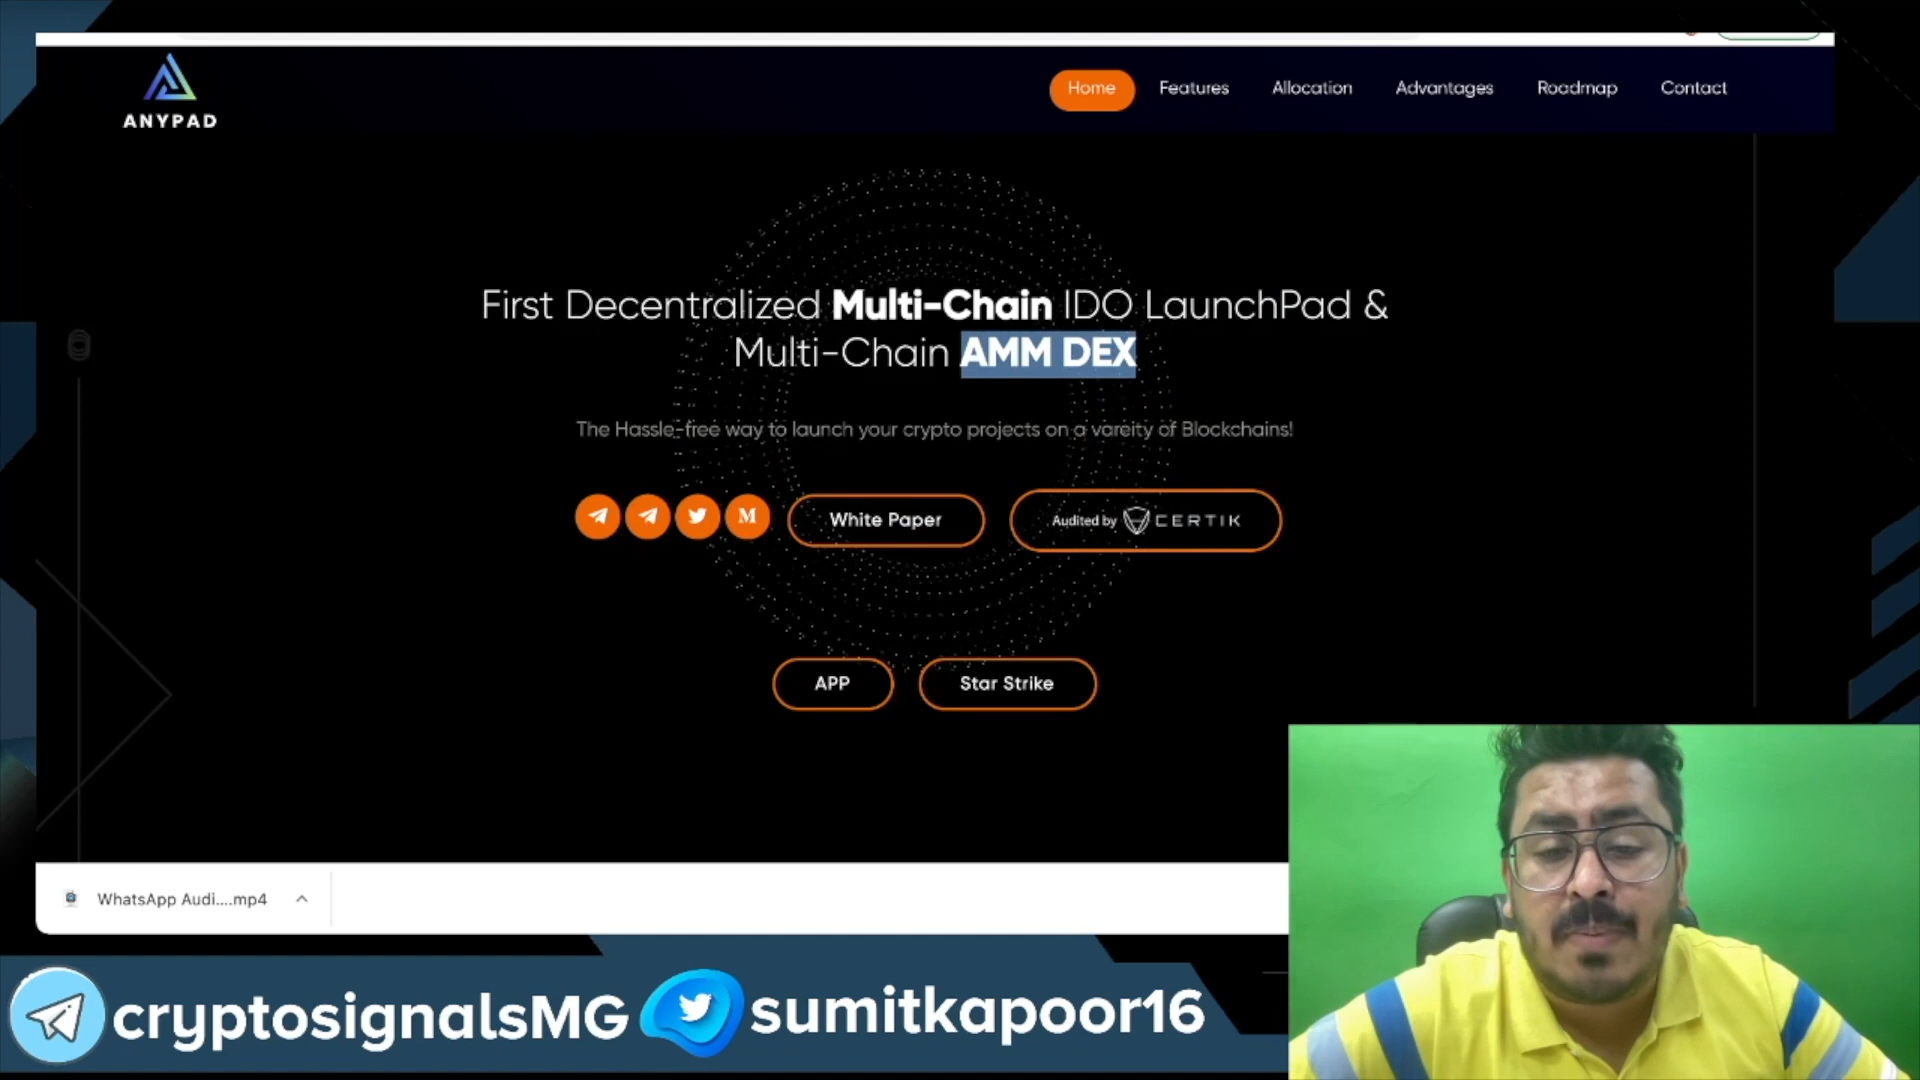 ANYPAD
Home Features Allocation Advantages Roadmap Contact
First Decentralized Multi-Chain IDO LaunchPad &
Multi-Chain AMM DEX
The Hassle-free way to launch your crypto projects on a vareity of Blockchains!
M White Paper Audited by CERTIK
APP Star Strike
WhatsApp Audi....mp4
cryptosignalsMG sumitkapoor16